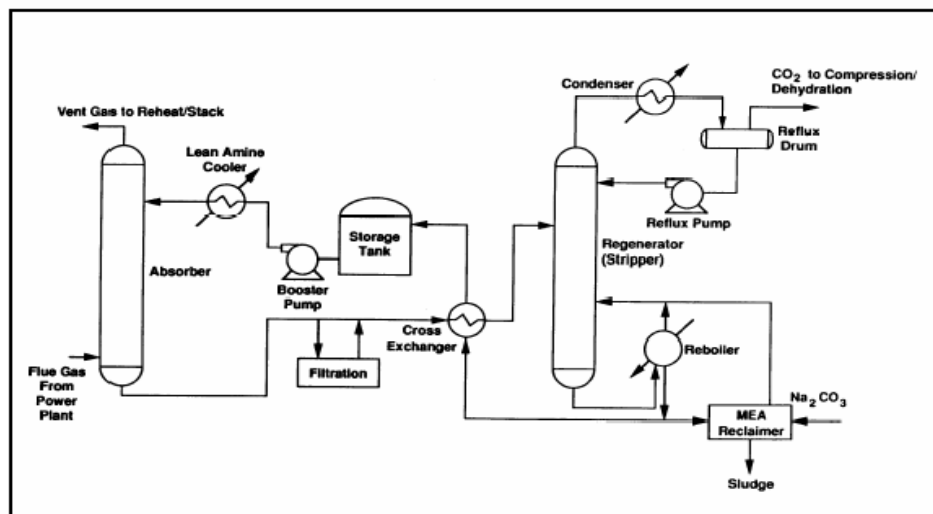 Condenser
CO2 to Compression/
Dehydration
Vent Gas to Reheat/Stack
Reflux
Drum
Lean Amine
Cooler
Storage
Tank
Reflux Pump
Regenerator
(Stripper)
Absorber
Booster
Pump
Cross
Exchanger
Reboiler
Flue Gas
From
Power
Plant
Filtration
Na2CO3
MEA
Reclaimer
Sludge